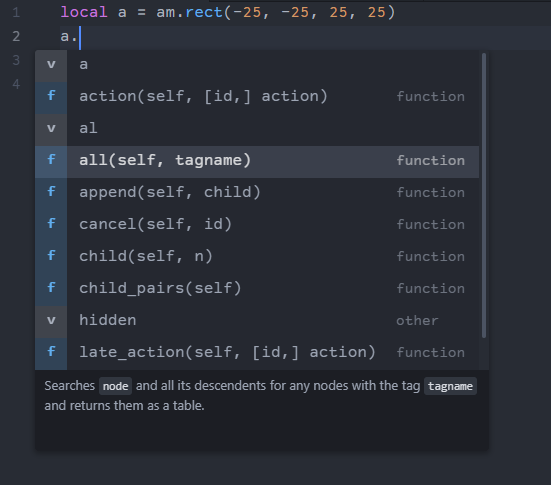 1 local a = am.rect(-25, -25, 25, 25)
2 a.
3 v a
4 f action(self, [id,] action) function
v al
f all(self, tagname) function
f append(self, child) function
f cancel(self, id) function
f child(self, n) function
f child_pairs(self) function
v hidden other
f late_action(self, [id,] action) function
Searches node and all its descendents for any nodes with the tag tagname
and returns them as a table.